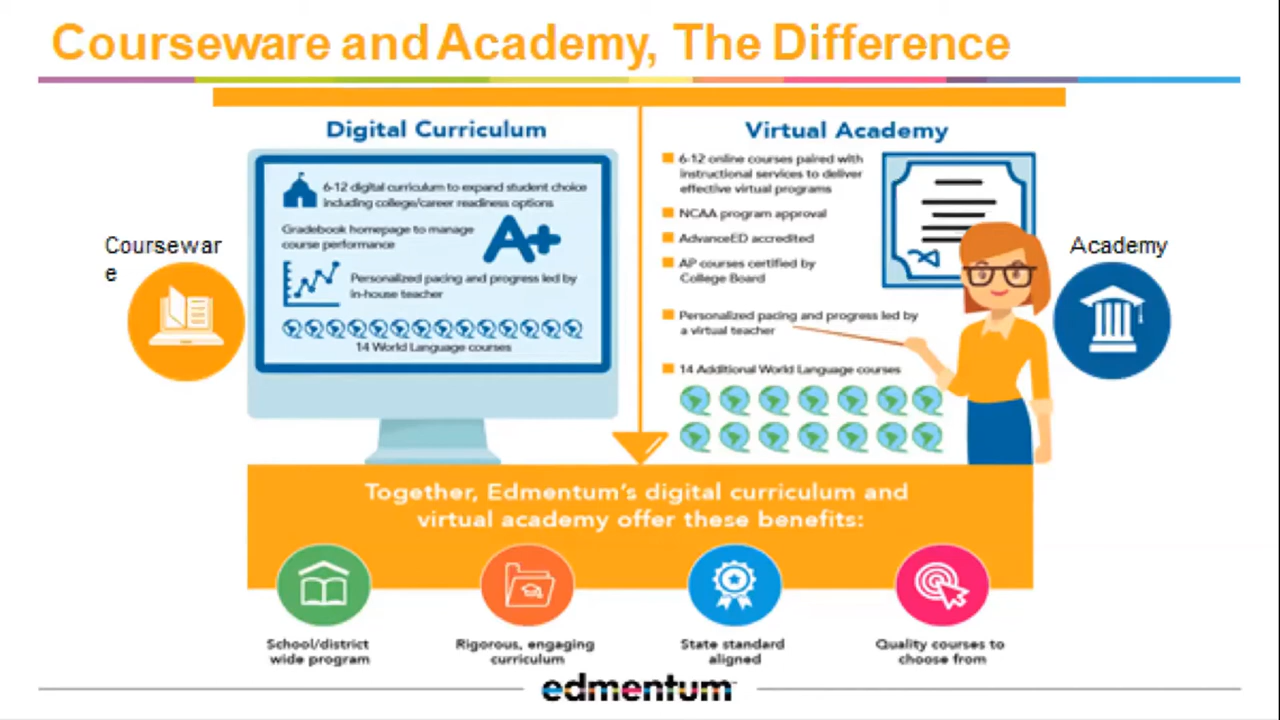 Courseware and Academy, The Difference
Digital Curriculum
6-12 digital curriculum to expand student choice
including college/career readiness options
Gradebook homepage to manage
course performance
A+
Personalized pacing and progress led by
in-house teacher
14 World Language courses
Coursewar
e
Virtual Academy
6-12 online courses paired with
instructional services to deliver
effective virtual programs
NCAA program approval
AdvancED accredited
AP courses certified by
College Board
Personalized pacing and progress led by
a virtual teacher
14 Additional World Language courses
Academy
Together, Edmentum's digital curriculum and
virtual academy offer these benefits:
School/district
wide program
Rigorous, engaging
curriculum
State standard
aligned
Quality courses to
choose from
edmentum